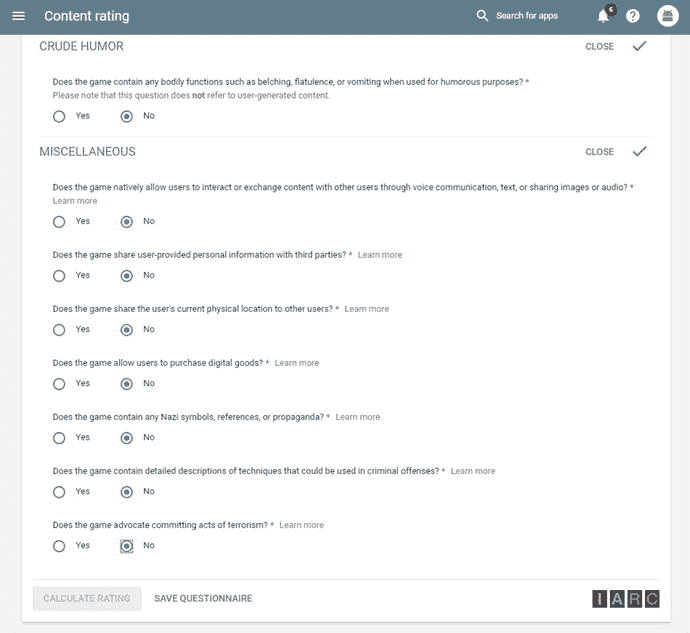 Content rating
Search for apps
6
CRUDE HUMOR
CLOSE
Does the game contain any bodily functions such as belching, flatulence, or vomiting when used for humorous purposes? *
Please note that this question does not refer to user-generated content.
Yes No
MISCELLANEOUS
CLOSE
Does the game natively allow users to interact or exchange content with other users through voice communication, text, or sharing images or audio? *
Learn more
Yes No
Does the game share user-provided personal information with third parties? * Learn more
Yes No
Does the game share the user's current physical location to other users? * Learn more
Yes No
Does the game allow users to purchase digital goods? * Learn more
Yes No
Does the game contain any Nazi symbols, references, or propaganda? * Learn more
Yes No
Does the game contain detailed descriptions of techniques that could be used in criminal offenses? * Learn more
Yes No
Does the game advocate committing acts of terrorism? * Learn more
Yes No
CALCULATE RATING SAVE QUESTIONNAIRE
IARC